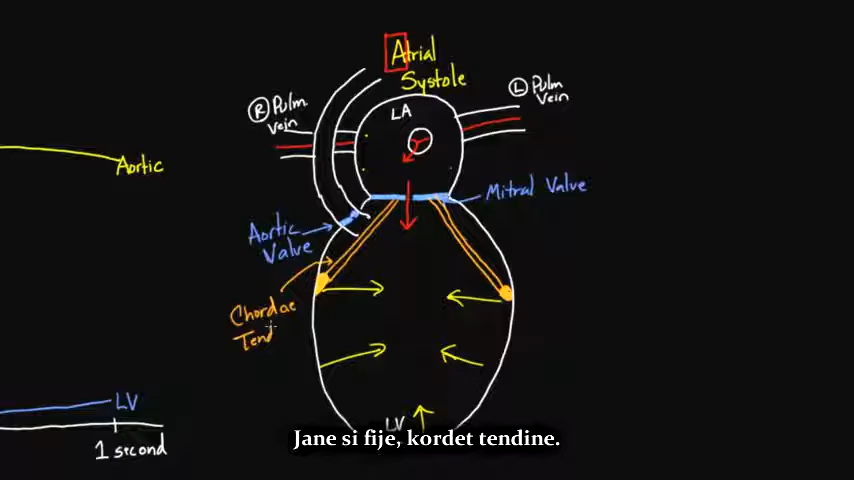 Atrial
Systole
Ⓡ Pulm
Vein
LA
Ⓛ Pulm
Vein
Aortic
Mitral Valve
Aortic
Valve
Chordae
Tend
LV
LV
1 second
Jane si fije, kordet tendine.